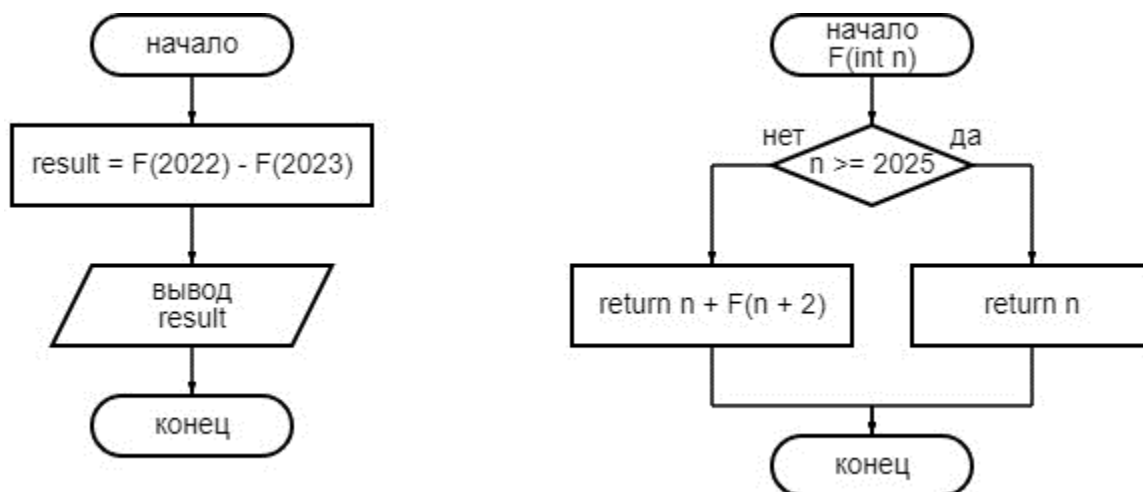 начало
result = F(2022) - F(2023)
вывод
result
конец
начало
F(int n)
нет
да
n >= 2025
return n + F(n + 2)
return n
конец